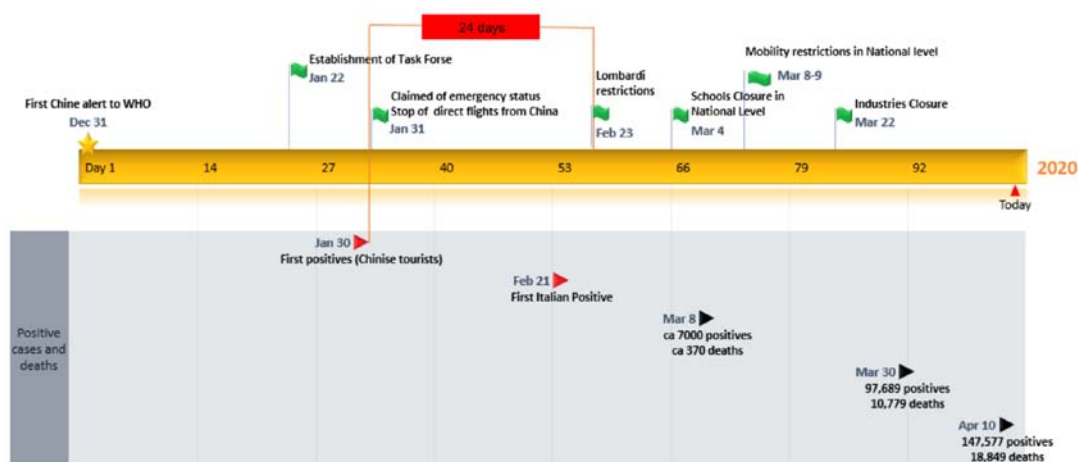 24 days
Mobility restrictions in National level
Mar 8-9
Establishment of Task Forse
Jan 22
Lombardi
restrictions
Feb 23
First Chine alert to WHO
Dec 31
Claimed of emergency status
Stop of direct flights from China
Jan 31
Schools Closure in
National Level
Mar 4
Industries Closure
Mar 22
Day 1 14 27 40 53 66 79 92
2020
Today
Jan 30
First positives (Chinise tourists)
Feb 21
First Italian Positive
Positive
cases and
deaths
Mar 8
ca 7000 positives
ca 370 deaths
Mar 30
97,689 positives
10,779 deaths
Apr 10
147,577 positives
18,849 deaths